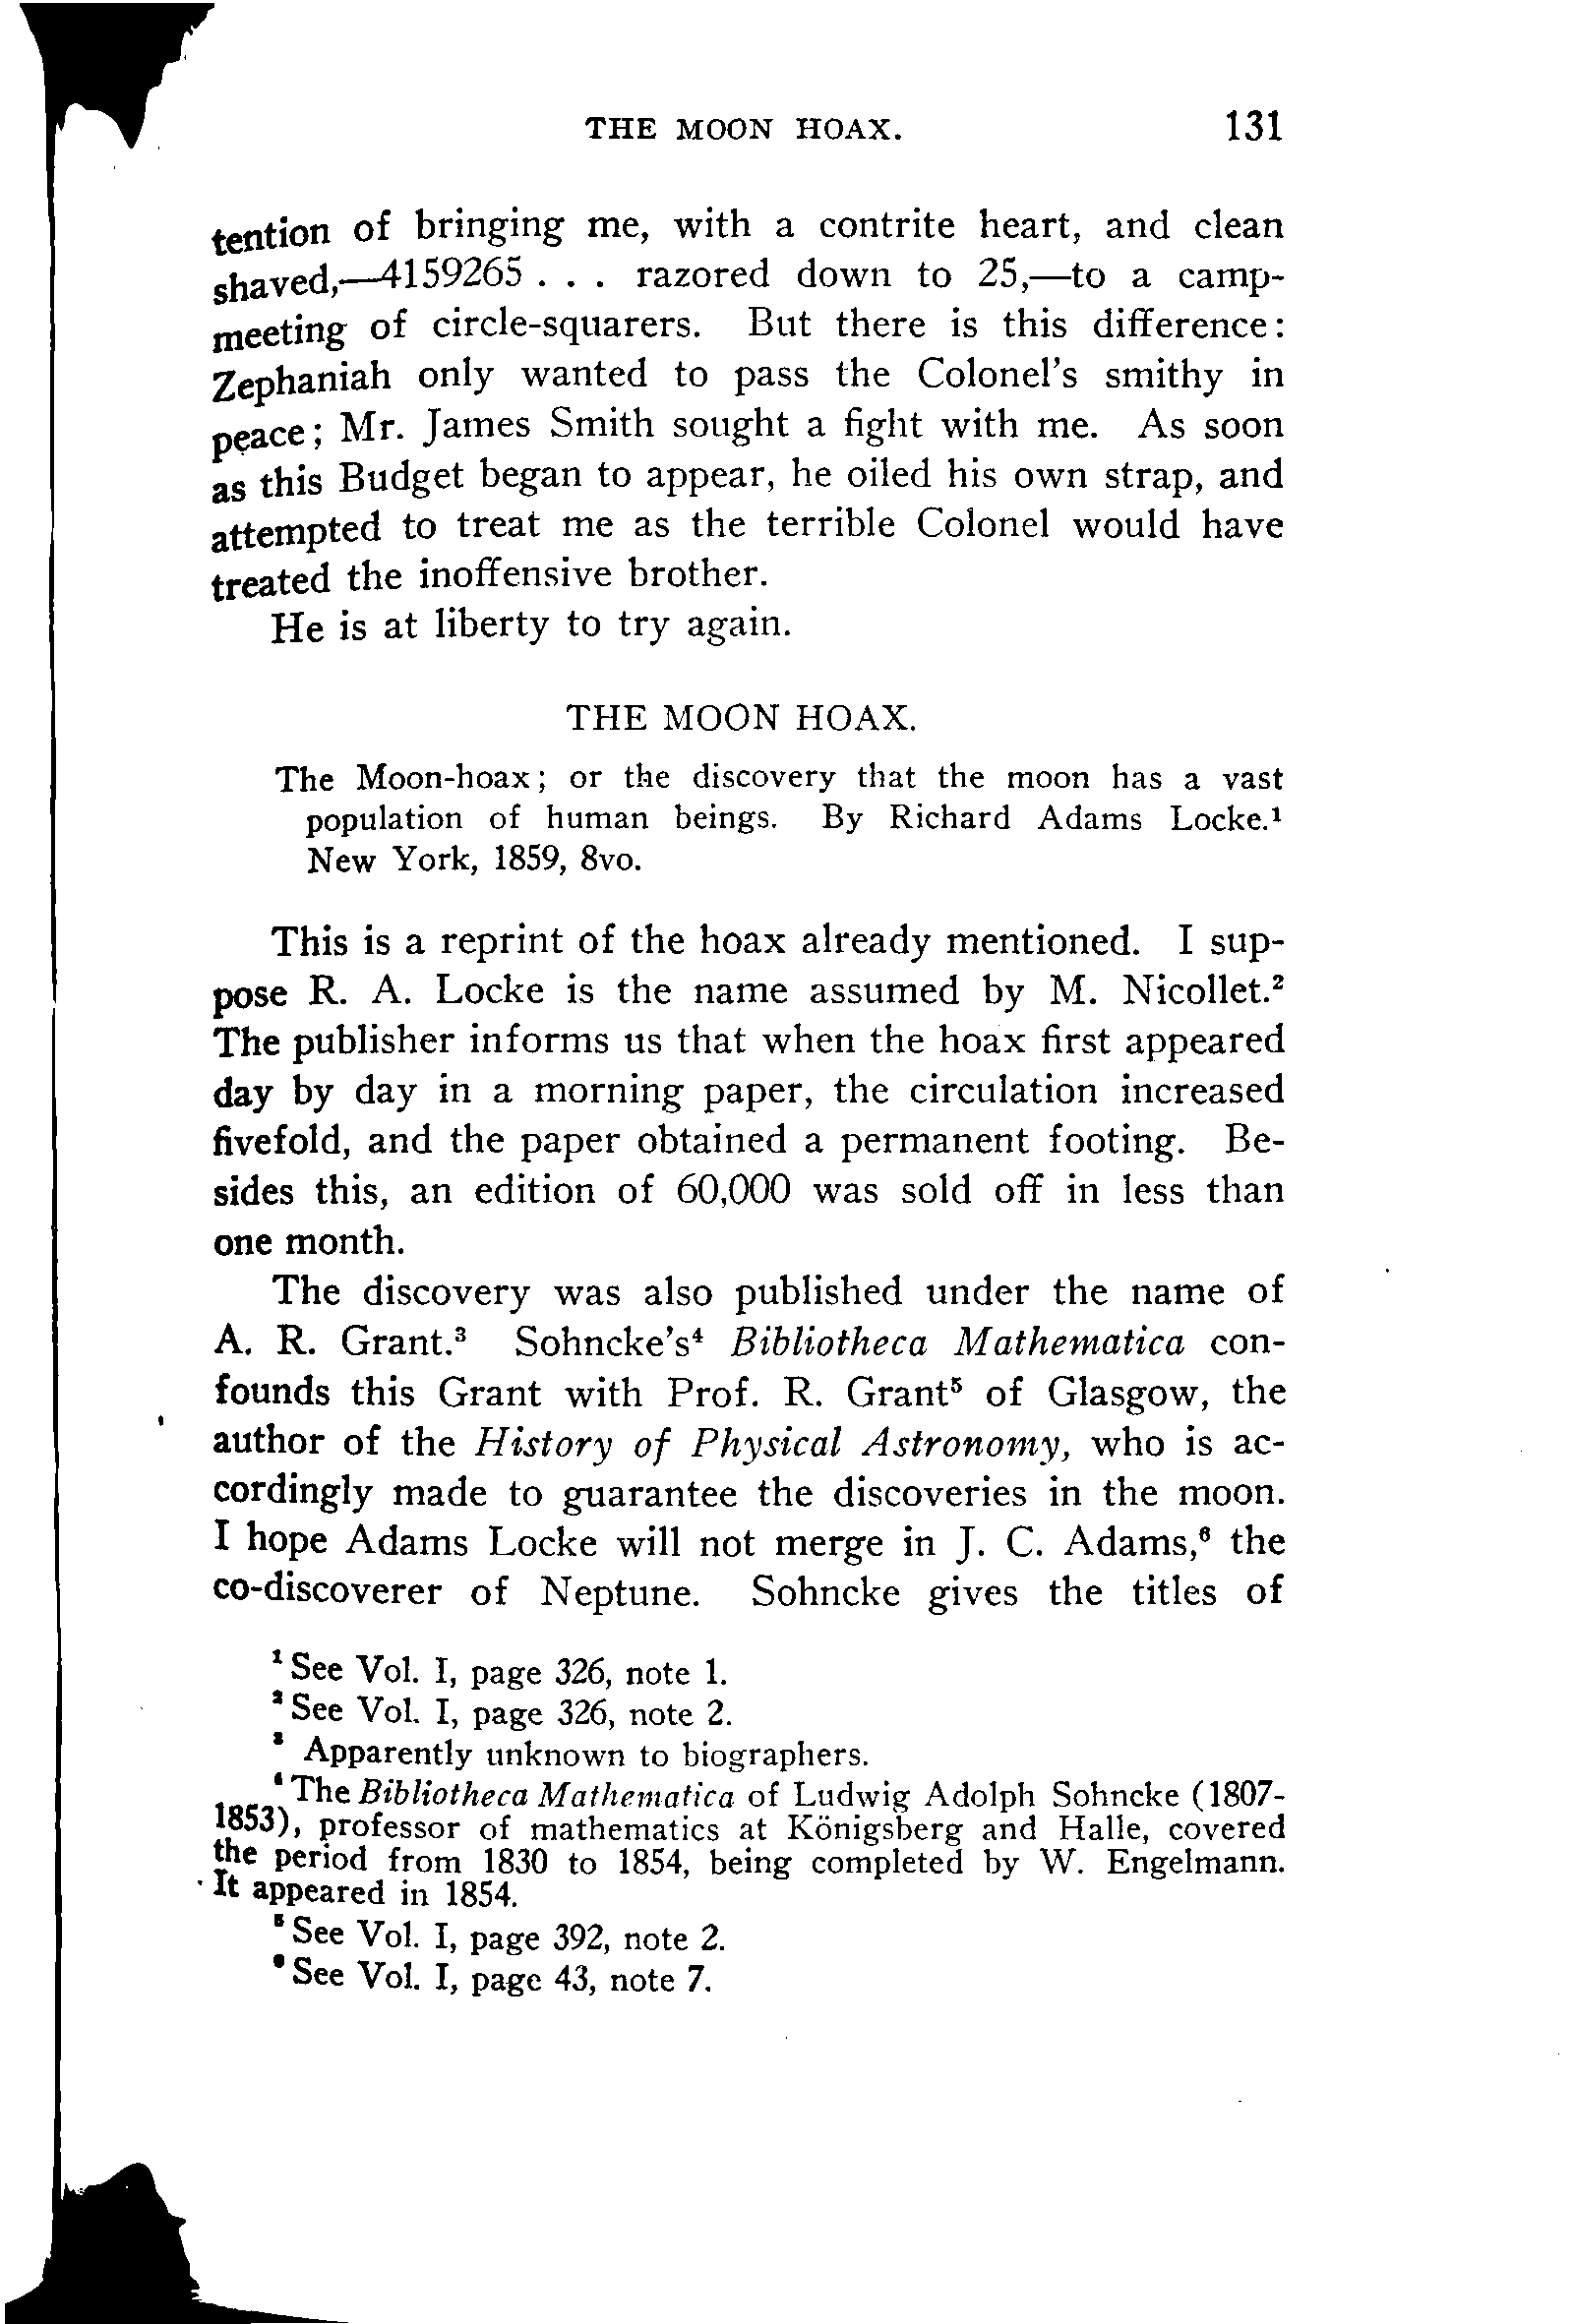 THE MOON HOAX. 131
tention of bringing me, with a contrite heart, and clean
shaved,—4159265 . . . razored down to 25,—to a camp-
meeting of circle-squarers. But there is this difference:
Zephaniah only wanted to pass the Colonel's smithy in
peace; Mr. James Smith sought a fight with me. As soon
as this Budget began to appear, he oiled his own strap, and
attempted to treat me as the terrible Colonel would have
treated the inoffensive brother.
He is at liberty to try again.
THE MOON HOAX.
The Moon-hoax; or the discovery that the moon has a vast
population of human beings. By Richard Adams Locke.¹
New York, 1859, 8vo.
This is a reprint of the hoax already mentioned. I sup-
pose R. A. Locke is the name assumed by M. Nicollet.²
The publisher informs us that when the hoax first appeared
day by day in a morning paper, the circulation increased
fivefold, and the paper obtained a permanent footing. Be-
sides this, an edition of 60,000 was sold off in less than
one month.
The discovery was also published under the name of
A. R. Grant.³ Sohncke's⁴ Bibliotheca Mathematica con-
founds this Grant with Prof. R. Grant⁵ of Glasgow, the
author of the History of Physical Astronomy, who is ac-
cordingly made to guarantee the discoveries in the moon.
I hope Adams Locke will not merge in J. C. Adams,⁶ the
co-discoverer of Neptune. Sohncke gives the titles of
¹ See Vol. I, page 326, note 1.
² See Vol. I, page 326, note 2.
³ Apparently unknown to biographers.
⁴ The Bibliotheca Mathematica of Ludwig Adolph Sohncke (1807-
1853), professor of mathematics at Königsberg and Halle, covered
the period from 1830 to 1854, being completed by W. Engelmann.
It appeared in 1854.
⁵ See Vol. I, page 392, note 2.
⁶ See Vol. I, page 43, note 7.